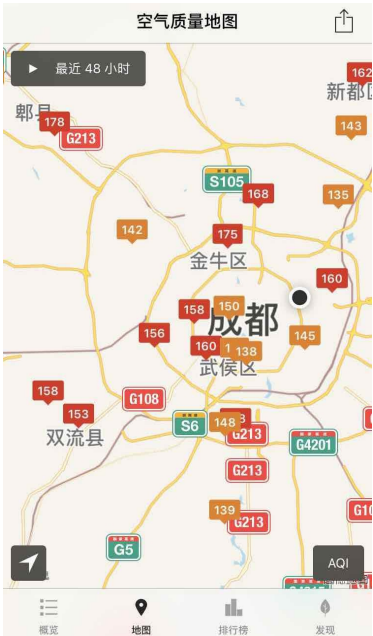 空气质量地图
最近 48 小时
162
新都区
郫县
178
G213
143
S105
168
135
142
175
金牛区
160
158
150
成都
156
160
138
145
武侯区
158
153
G108
148
S6
G213
双流县
G4201
G213
139
G213
G5
AQI
概览
地图
排行榜
发现